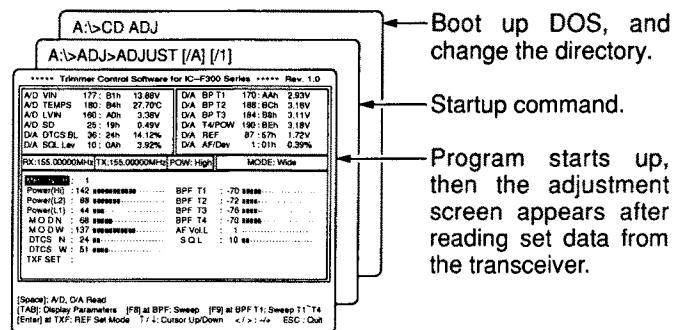 A:\>CD ADJ
Boot up DOS, and
change the directory.
A:\>ADJ>ADJUST [/A] [/1]
Startup command.
***** Trimmer Control Software for IC–F300 Series ***** Rev. 1.0
A/D VIN 177: B1h 13.88V D/A BP T1 170: AAh 2.93V
A/D TEMPS 180: B4h 27.70°C D/A BP T2 188: BCh 3.18V
A/D LVIN 160: A0h 3.38V D/A BP T3 184: B8h 3.11V
A/D SD 25: 19h 0.49V D/A T4/POW 190: BEh 3.18V
D/A DTCS BL 36: 24h 14.12% D/A REF 87: 57h 1.72V
D/A SQL Lev 10: 0Ah 3.92% D/A AF/Dev 1: 01h 0.39%
RX:155.00000MHz TX:155.00000MHz POW: High MODE: Wide
: 1
Power(Hi) : 142 BPF T1 : -70
Power(L2) : 88 BPF T2 : -72
Power(L1) : 44 BPF T3 : -76
MOD N : 68 BPF T4 : -70
MOD W : 137 AF Vol.L : 1
DTCS N : 24 SQL : 10
DTCS W : 51
TXF SET :
Program starts up,
then the adjustment
screen appears after
reading set data from
the transceiver.
[Space]: A/D, D/A Read
[TAB]: Display Parameters [F8] at BPF: Sweep [F9] at BPF T1: Sweep T1~T4
[Enter] at TXF: REF Set Mode ↑/↓: Cursor Up/Down </>: -/+ ESC : Quit